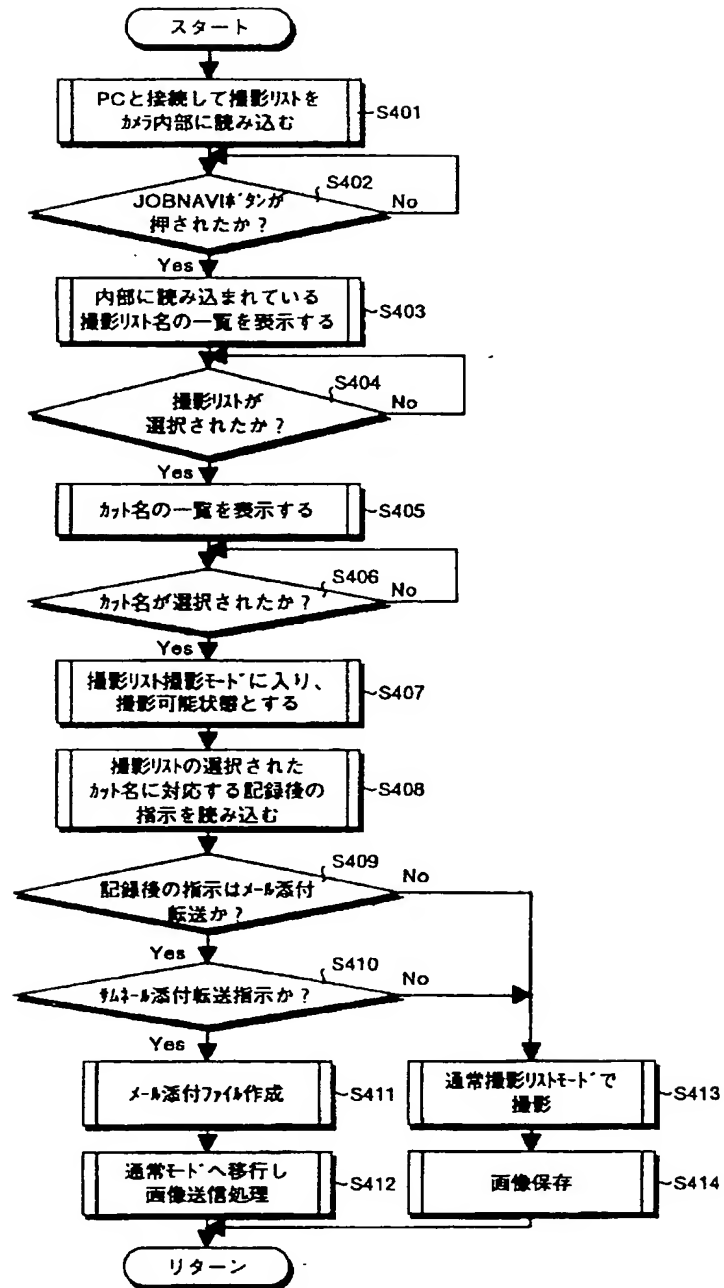 スタート
PCと接続して撮影リストを
カメラ内部に読み込む
S401
S402
JOBNAVIボタンが
押されたか?
No
Yes
内部に読み込まれている
撮影リスト名の一覧を表示する
S403
S404
撮影リストが
選択されたか?
No
Yes
カット名の一覧を表示する
S405
S406
カット名が選択されたか?
No
Yes
撮影リスト撮影モードに入り、
撮影可能状態とする
S407
撮影リストの選択された
カット名に対応する記録後の
指示を読み込む
S408
S409
記録後の指示はメール添付
転送か?
No
Yes
S410
サムネール添付転送指示か?
No
Yes
メール添付ファイル作成
S411
通常撮影リストモードで
撮影
S413
通常モードへ移行し
画像送信処理
S412
画像保存
S414
リターン